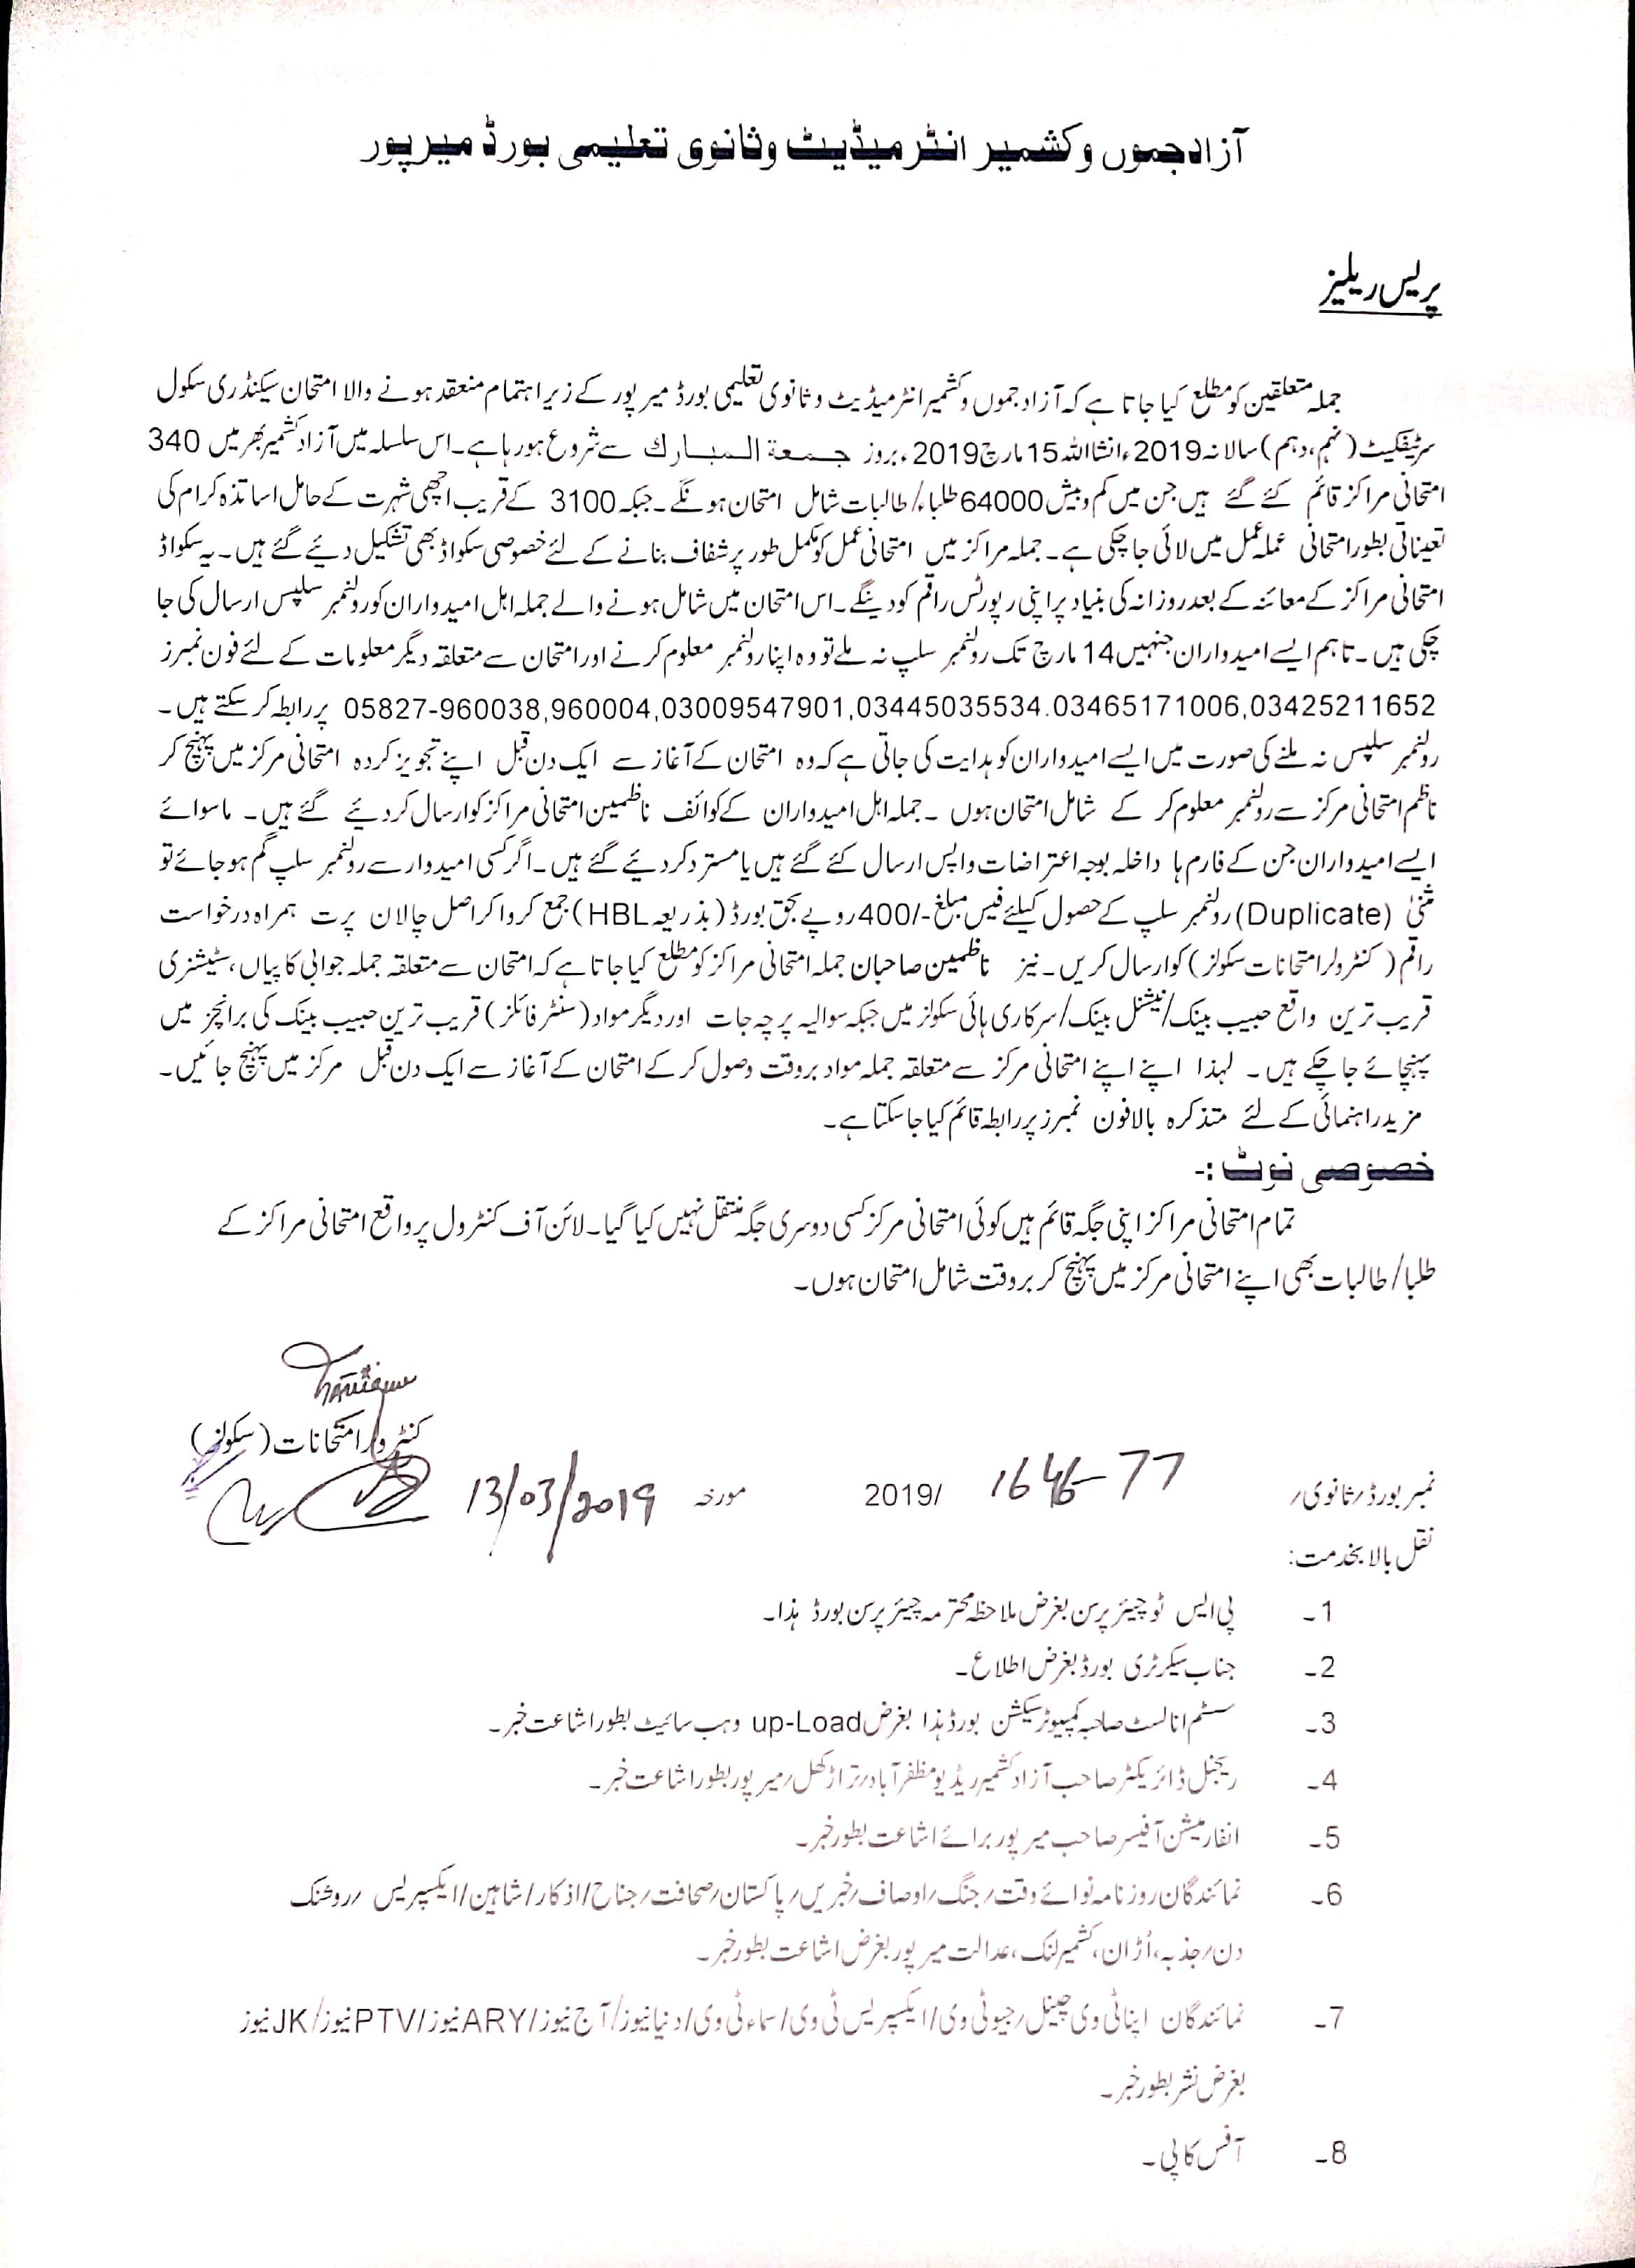 آزاد جموں و کشمیر انٹرمیڈیٹ و ثانوی تعلیمی بورڈ میرپور
پریس ریلیز
جملہ متعلقین کو مطلع کیا جاتا ہے کہ آزاد جموں و کشمیر انٹرمیڈیٹ و ثانوی تعلیمی بورڈ میر پور کے زیر اہتمام منعقد ہونے والا امتحان سیکنڈری سکول
سرٹیفکیٹ (نہم، دہم) سالانہ 2019ء انشااللہ 15 مارچ 2019ء بروز جمعۃ المبارك سے شروع ہو رہا ہے۔ اس سلسلہ میں آزاد کشمیر بھر میں 340
امتحانی مراکز قائم کئے گئے ہیں جن میں کم و بیش 64000 طلباء/ طالبات شامل امتحان ہونگے۔ جبکہ 3100 کے قریب اچھی شہرت کے حامل اساتذہ کرام کی
تعیناتی بطور امتحانی عملہ عمل میں لائی جا چکی ہے۔ جملہ مراکز میں امتحانی عمل کو مکمل طور پر شفاف بنانے کے لئے خصوصی سکواڈ بھی تشکیل دیئے گئے ہیں۔ یہ سکواڈ
امتحانی مراکز کے معائنہ کے بعد روزانہ کی بنیاد پر اپنی رپورٹس راقم کو دینگے۔ اس امتحان میں شامل ہونے والے جملہ اہل امیدواران کو رولنمبر سلپس ارسال کی جا
چکی ہیں۔ تاہم ایسے امیدواران جنہیں 14 مارچ تک رولنمبر سلپ نہ ملے تو وہ اپنا رولنمبر معلوم کرنے اور امتحان سے متعلقہ دیگر معلومات کے لئے فون نمبرز
05827-960038,960004,03009547901,03445035534.03465171006,03425211652 پر رابطہ کر سکتے ہیں۔
رولنمبر سلپس نہ ملنے کی صورت میں ایسے امیدواران کو ہدایت کی جاتی ہے کہ وہ امتحان کے آغاز سے ایک دن قبل اپنے تجویز کردہ امتحانی مرکز میں پہنچ کر
ناظم امتحانی مرکز سے رولنمبر معلوم کر کے شامل امتحان ہوں۔ جملہ اہل امیدواران کے کوائف ناظمین امتحانی مراکز کو ارسال کر دیئے گئے ہیں۔ ماسوائے
ایسے امیدواران جن کے فارم ہا داخلہ بوجہ اعتراضات واپس ارسال کئے گئے ہیں یا مسترد کر دیئے گئے ہیں۔ اگر کسی امیدوار سے رولنمبر سلپ گم ہو جائے تو
مثنیٰ (Duplicate) رولنمبر سلپ کے حصول کیلئے فیس مبلغ -/400 روپے بحق بورڈ (بذریعہ HBL) جمع کروا کر اصل چالان پرت ہمراہ درخواست
راقم (کنٹرولر امتحانات سکولز) کو ارسال کریں۔ نیز ناظمین صاحبان جملہ امتحانی مراکز کو مطلع کیا جاتا ہے کہ امتحان سے متعلقہ جملہ جوابی کاپیاں، سٹیشنری
قریب ترین واقع حبیب بینک/ نیشنل بینک/ سرکاری ہائی سکولز میں جبکہ سوالیہ پرچہ جات اور دیگر مواد (سنٹر فائلز) قریب ترین حبیب بینک کی برانچز میں
پہنچائے جا چکے ہیں۔ لہذا اپنے اپنے امتحانی مرکز سے متعلقہ جملہ مواد بروقت وصول کر کے امتحان کے آغاز سے ایک دن قبل مرکز میں پہنچ جائیں۔
مزید راہنمائی کے لئے متذکرہ بالا فون نمبرز پر رابطہ قائم کیا جا سکتا ہے۔
خصوصی نوٹ :-
تمام امتحانی مراکز اپنی جگہ قائم ہیں کوئی امتحانی مرکز کسی دوسری جگہ منتقل نہیں کیا گیا۔ لائن آف کنٹرول پر واقع امتحانی مراکز کے
طلبا/ طالبات بھی اپنے امتحانی مرکز میں پہنچ کر بروقت شامل امتحان ہوں۔
کنٹرولر امتحانات (سکولز)
نمبر بورڈ/ثانوی/ 1646-77 /2019 مورخہ 13/03/2019
نقل بالا بخدمت:
1۔ پی ایس ٹو چیئر پرسن بغرض ملاحظہ محترمہ چیئر پرسن بورڈ ہذا۔
2۔ جناب سیکرٹری بورڈ بغرض اطلاع۔
3۔ سسٹم انالسٹ صاحبہ کمپیوٹر سیکشن بورڈ ہذا بغرض up-Load ویب سائیٹ بطور اشاعت خبر۔
4۔ ریجنل ڈائریکٹر صاحب آزاد کشمیر ریڈیو مظفر آباد/تراڑکھل/میر پور بطور اشاعت خبر۔
5۔ انفارمیشن آفیسر صاحب میر پور برائے اشاعت بطور خبر۔
6۔ نمائندگان روزنامہ نوائے وقت/جنگ/اوصاف/خبریں/پاکستان/صحافت/جناح/اذکار/شاہین/ایکسپریس /روشنک
دن/جذبہ، اُڑان، کشمیر لنک، عدالت میر پور بغرض اشاعت بطور خبر۔
7۔ نمائندگان اپنا ٹی وی چینل/جیو ٹی وی/ایکسپریس ٹی وی/سماء ٹی وی/دنیا نیوز/آج نیوز/ARY نیوز/PTV نیوز/JK نیوز
بغرض نشر بطور خبر۔
8۔ آفس کاپی۔